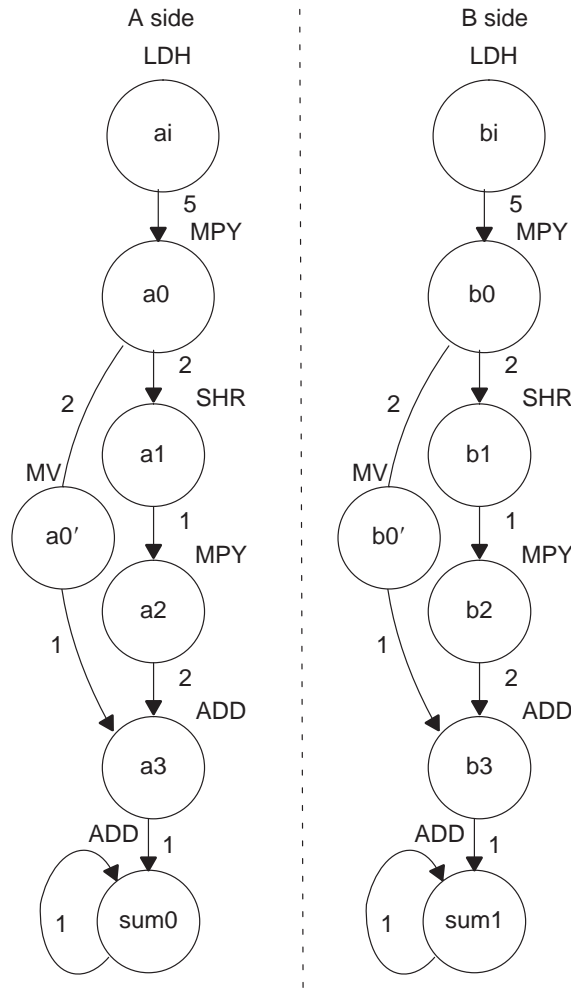 A side
LDH
ai
5
MPY
a0
2
2
SHR
a1
MV
a0′
1
MPY
a2
1
2
ADD
a3
ADD
1
1
sum0
B side
LDH
bi
5
MPY
b0
2
2
SHR
b1
MV
b0′
1
MPY
b2
1
2
ADD
b3
ADD
1
1
sum1